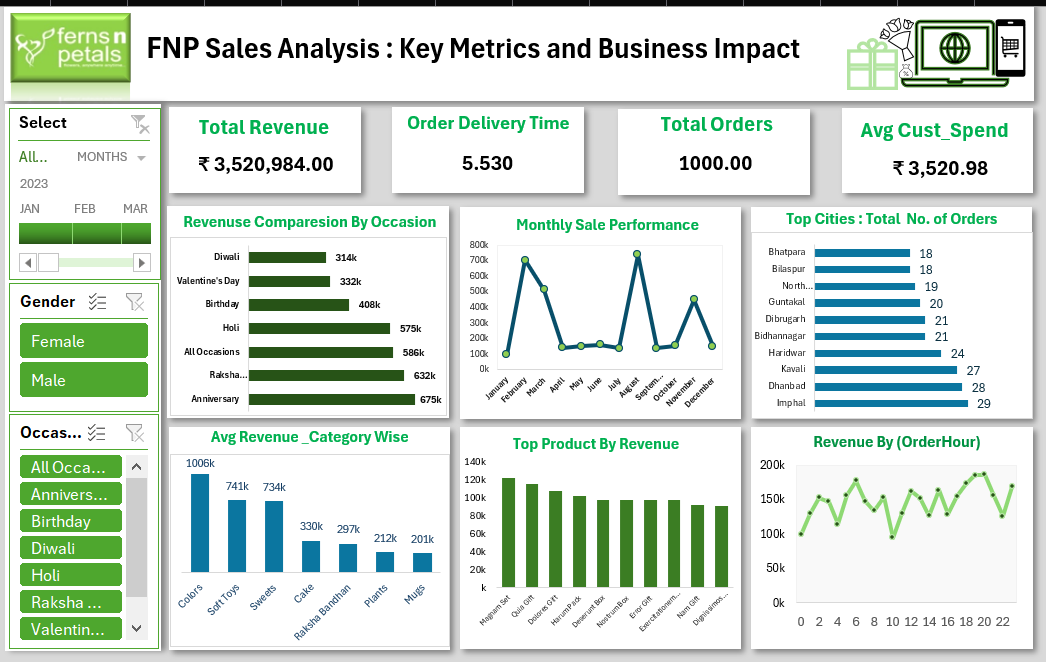 ferns n
petals
FNP Sales Analysis : Key Metrics and Business Impact
Select
All...
MONTHS
2023
JAN FEB MAR
Gender
Female
Male
Occas...
All Occa...
Annivers...
Birthday
Diwali
Holi
Raksha ...
Valentin...
Total Revenue
₹ 3,520,984.00
Order Delivery Time
5.530
Total Orders
1000.00
Avg Cust_Spend
₹ 3,520.98
Revenuse Comparesion By Occasion
Diwali 314k
Valentine's Day 332k
Birthday 408k
Holi 575k
All Occasions 586k
Raksha... 632k
Anniversary 675k
Monthly Sale Performance
800k
700k
600k
500k
400k
300k
200k
100k
0k
January February March April May June July August Septem... October November December
Top Cities : Total No. of Orders
Bhatpara 18
Bilaspur 18
North... 19
Guntakal 20
Dibrugarh 21
Bidhannagar 21
Haridwar 24
Kavali 27
Dhanbad 28
Imphal 29
Avg Revenue _Category Wise
1006k 741k 734k 330k 297k 212k 201k
Colors Soft Toys Sweets Cake Raksha Bandhan Plants Mugs
Top Product By Revenue
140k
120k
100k
80k
60k
40k
20k
k
Magnam Set Quia Gift Dolores Gift Harum Pack Deserunt Box Nostrum Box Error Gift Exercitationem... Nam Gift Dignissimos...
Revenue By (OrderHour)
200k
150k
100k
50k
0k
0 2 4 6 8 10 12 14 16 18 20 22